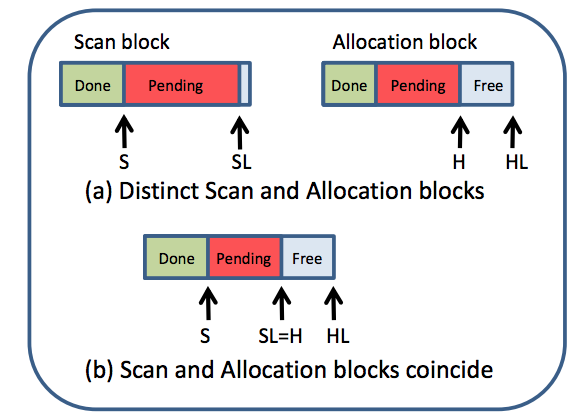 Scan block
Allocation block
Done Pending
Done Pending Free
S SL
H HL
(a) Distinct Scan and Allocation blocks
Done Pending Free
S SL=H HL
(b) Scan and Allocation blocks coincide